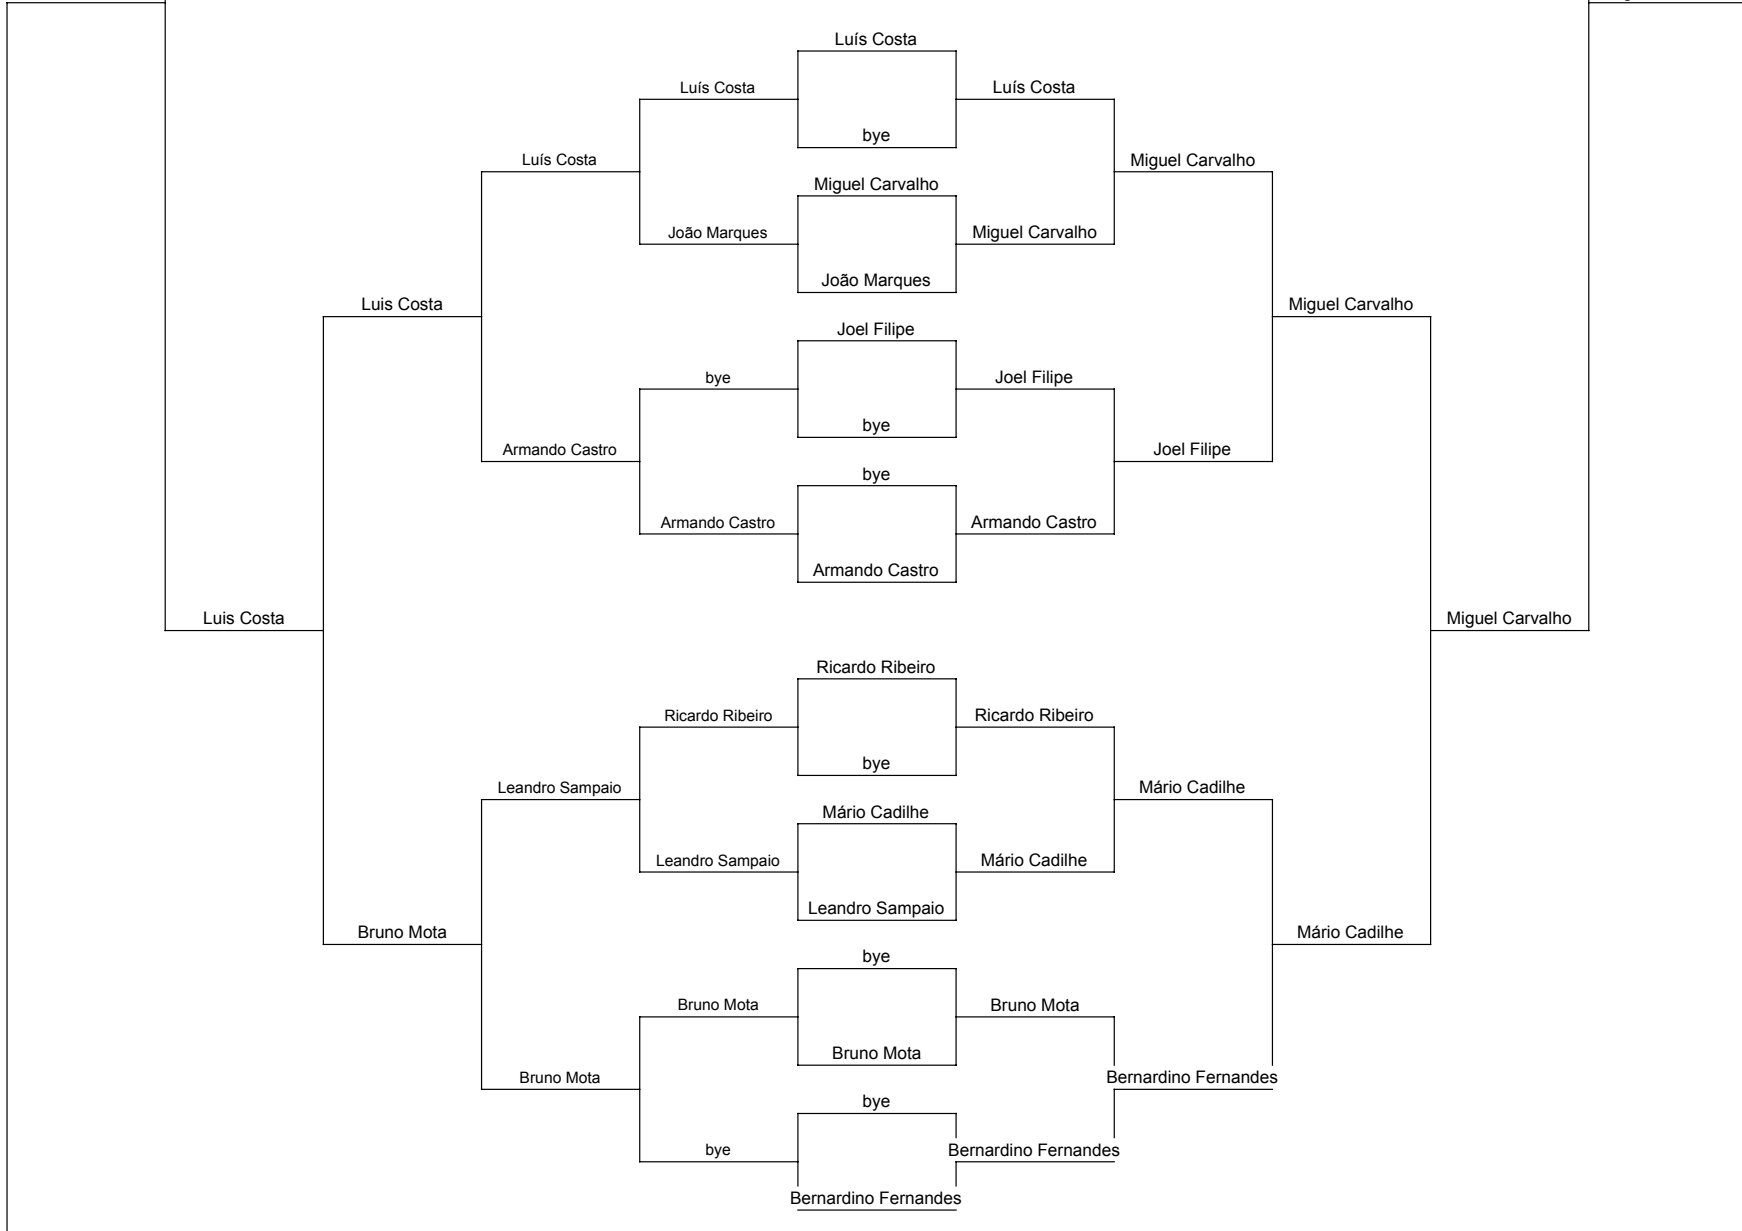 Luís Costa
Luís Costa
Luís Costa
bye
Luís Costa
Miguel Carvalho
Miguel Carvalho
João Marques
Miguel Carvalho
João Marques
Luis Costa
Miguel Carvalho
Joel Filipe
bye
Joel Filipe
bye
Armando Castro
Joel Filipe
bye
Armando Castro
Armando Castro
Armando Castro
Luis Costa
Miguel Carvalho
Ricardo Ribeiro
Ricardo Ribeiro
Ricardo Ribeiro
bye
Leandro Sampaio
Mário Cadilhe
Mário Cadilhe
Leandro Sampaio
Mário Cadilhe
Leandro Sampaio
Bruno Mota
Mário Cadilhe
bye
Bruno Mota
Bruno Mota
Bruno Mota
Bruno Mota
Bernardino Fernandes
bye
bye
Bernardino Fernandes
Bernardino Fernandes